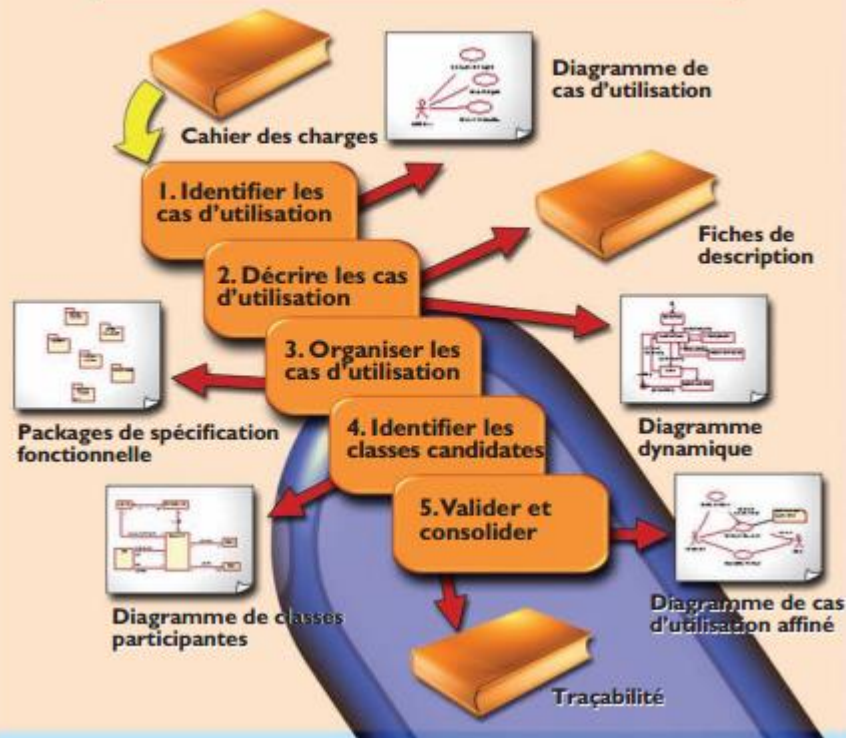 Diagramme de
cas d'utilisation
Cahier des charges
1. Identifier les
cas d'utilisation
Fiches de
description
2. Décrire les cas
d'utilisation
3. Organiser les
cas d'utilisation
Packages de spécification
fonctionnelle
4. Identifier les
classes candidates
Diagramme
dynamique
5. Valider et
consolider
Diagramme de classes
participantes
Diagramme de cas
d'utilisation affiné
Traçabilité